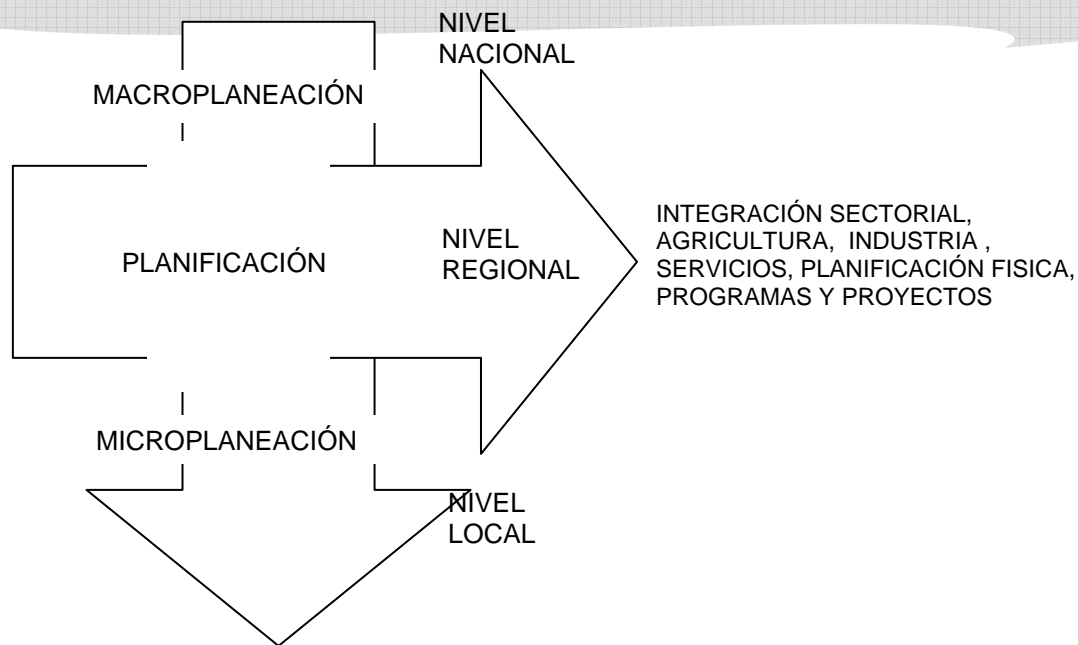 NIVEL
NACIONAL
MACROPLANEACIÓN
PLANIFICACIÓN
NIVEL
REGIONAL
INTEGRACIÓN SECTORIAL,
AGRICULTURA, INDUSTRIA ,
SERVICIOS, PLANIFICACIÓN FISICA,
PROGRAMAS Y PROYECTOS
MICROPLANEACIÓN
NIVEL
LOCAL